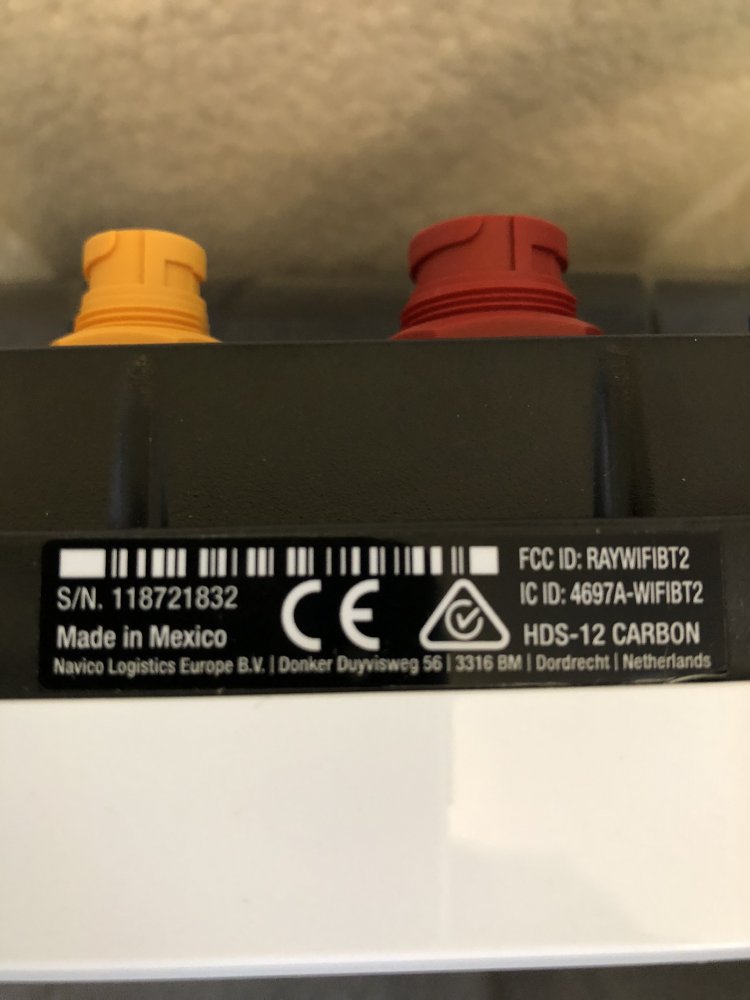 FCC ID: RAYWIFIBT2
S/N. 118721832
IC ID: 4697A-WIFIBT2
CE
Made in Mexico
HDS-12 CARBON
Navico Logistics Europe B.V. | Donker Duyvisweg 56 | 3316 BM | Dordrecht | Netherlands